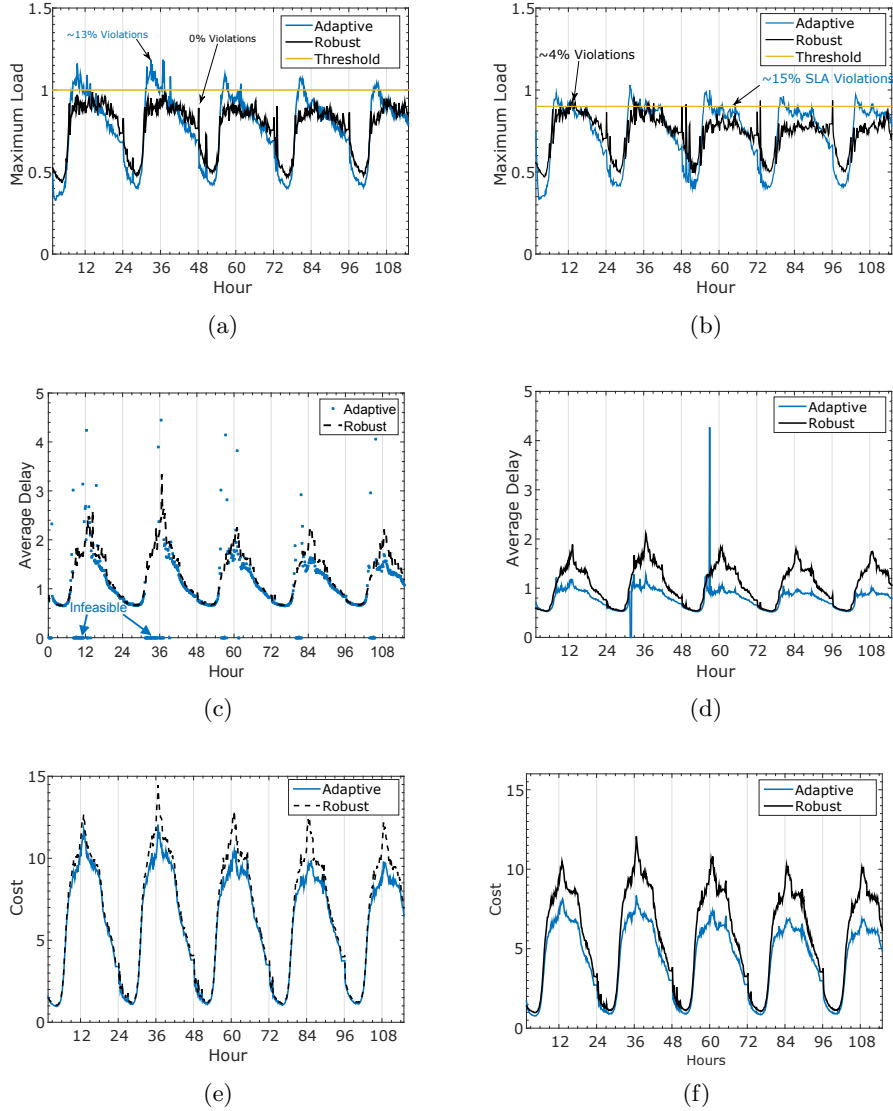 1.5
1
0.5
0
Maximum Load
~13% Violations
0% Violations
Adaptive
Robust
Threshold
12 24 36 48 60 72 84 96 108
Hour
(a)
1.5
1
0.5
0
Maximum Load
~4% Violations
~15% SLA Violations
Adaptive
Robust
Threshold
12 24 36 48 60 72 84 96 108
Hour
(b)
5
4
3
2
1
0
Average Delay
Adaptive
Robust
Infeasible
0 12 24 36 48 60 72 84 96 108
Hour
(c)
5
4
3
2
1
0
Average Delay
Adaptive
Robust
12 24 36 48 60 72 84 96 108
Hour
(d)
15
10
5
0
Cost
Adaptive
Robust
12 24 36 48 60 72 84 96 108
Hour
(e)
15
10
5
0
Cost
Adaptive
Robust
12 24 36 48 60 72 84 96 108
Hours
(f)